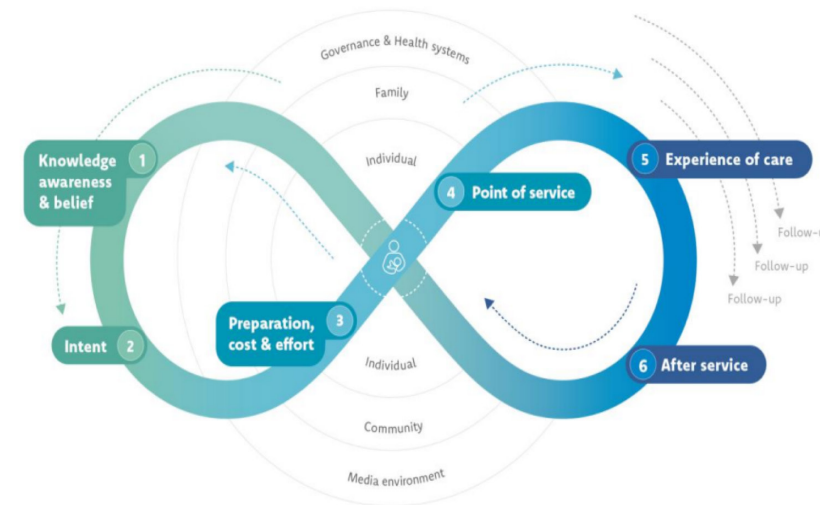 Governance & Health systems
Family
Individual
Knowledge
awareness
& belief
1
4 Point of service
5 Experience of care
Follow-u
Follow-up
Follow-up
Preparation,
cost & effort
3
Intent 2
Individual
6 After service
Community
Media environment